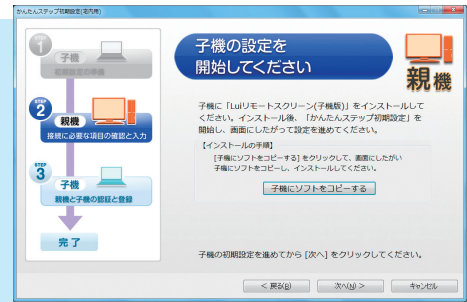 かんたんステップ初期設定(宅内用)
1
子機
初期設定の準備
STEP
2
親機
接続に必要な項目の確認と入力
STEP
3
子機
親機と子機の認証と登録
完了
子機の設定を
開始してください
親機
子機に「Luiリモートスクリーン(子機版)」をインストールして
ください。インストール後、「かんたんステップ初期設定」を
開始し、画面にしたがって設定を進めてください。
【インストールの手順】
[子機にソフトをコピーする]をクリックして、画面にしたがい
子機にソフトをコピーし、インストールしてください。
子機にソフトをコピーする
子機の初期設定を進めてから [次へ] をクリックしてください。
< 戻る(B)
次へ(N) >
キャンセル